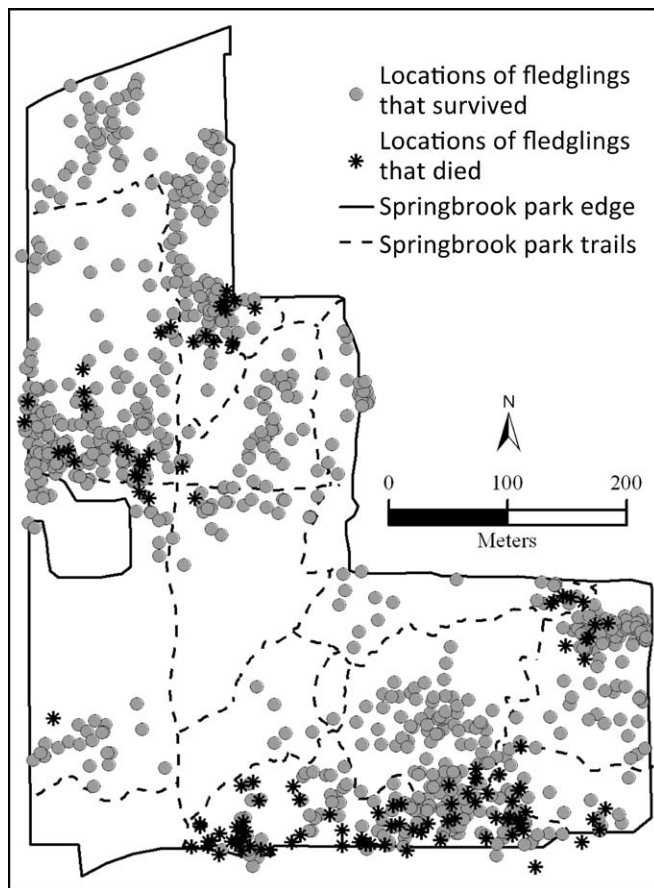 Locations of fledglings
that survived
Locations of fledglings
that died
Springbrook park edge
Springbrook park trails
N
0 100 200
Meters